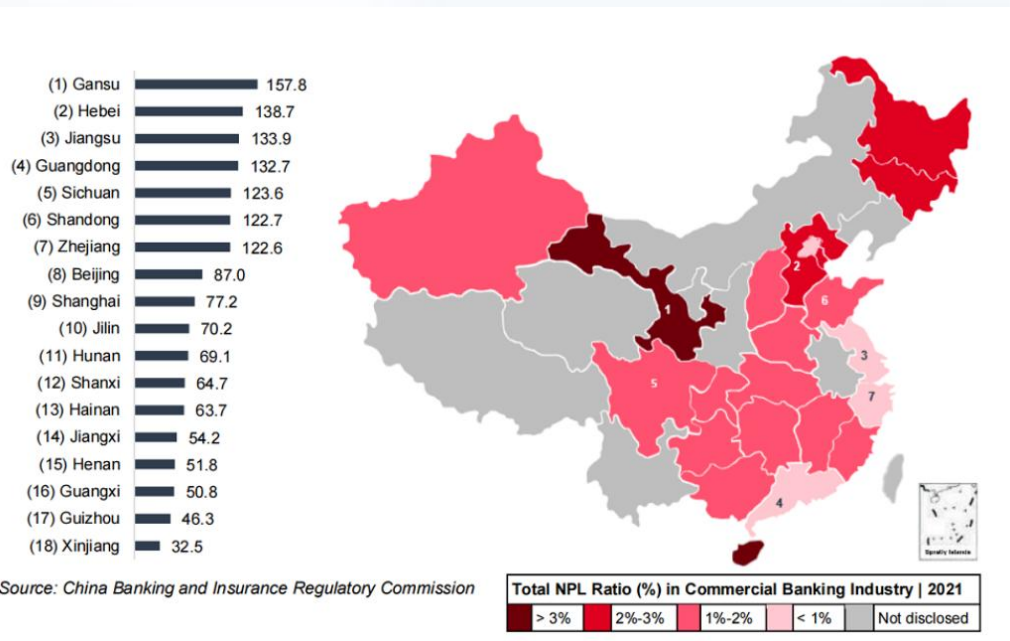 (1) Gansu 157.8
(2) Hebei 138.7
(3) Jiangsu 133.9
(4) Guangdong 132.7
(5) Sichuan 123.6
(6) Shandong 122.7
(7) Zhejiang 122.6
(8) Beijing 87.0
(9) Shanghai 77.2
(10) Jilin 70.2
(11) Hunan 69.1
(12) Shanxi 64.7
(13) Hainan 63.7
(14) Jiangxi 54.2
(15) Henan 51.8
(16) Guangxi 50.8
(17) Guizhou 46.3
(18) Xinjiang 32.5
2
6
1
3
5
7
4
Spratly Islands
Source: China Banking and Insurance Regulatory Commission
Total NPL Ratio (%) in Commercial Banking Industry | 2021
> 3% 2%-3% 1%-2% < 1% Not disclosed